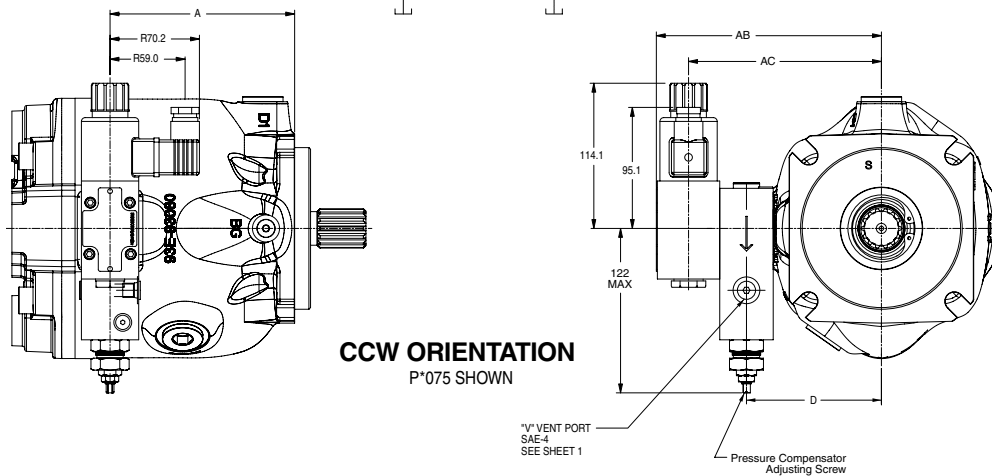 A
R70.2
R59.0
D1
BG
AB
AC
114.1
95.1
S
122
MAX
D
CCW ORIENTATION
P*075 SHOWN
"V" VENT PORT
SAE-4
SEE SHEET 1
Pressure Compensator
Adjusting Screw